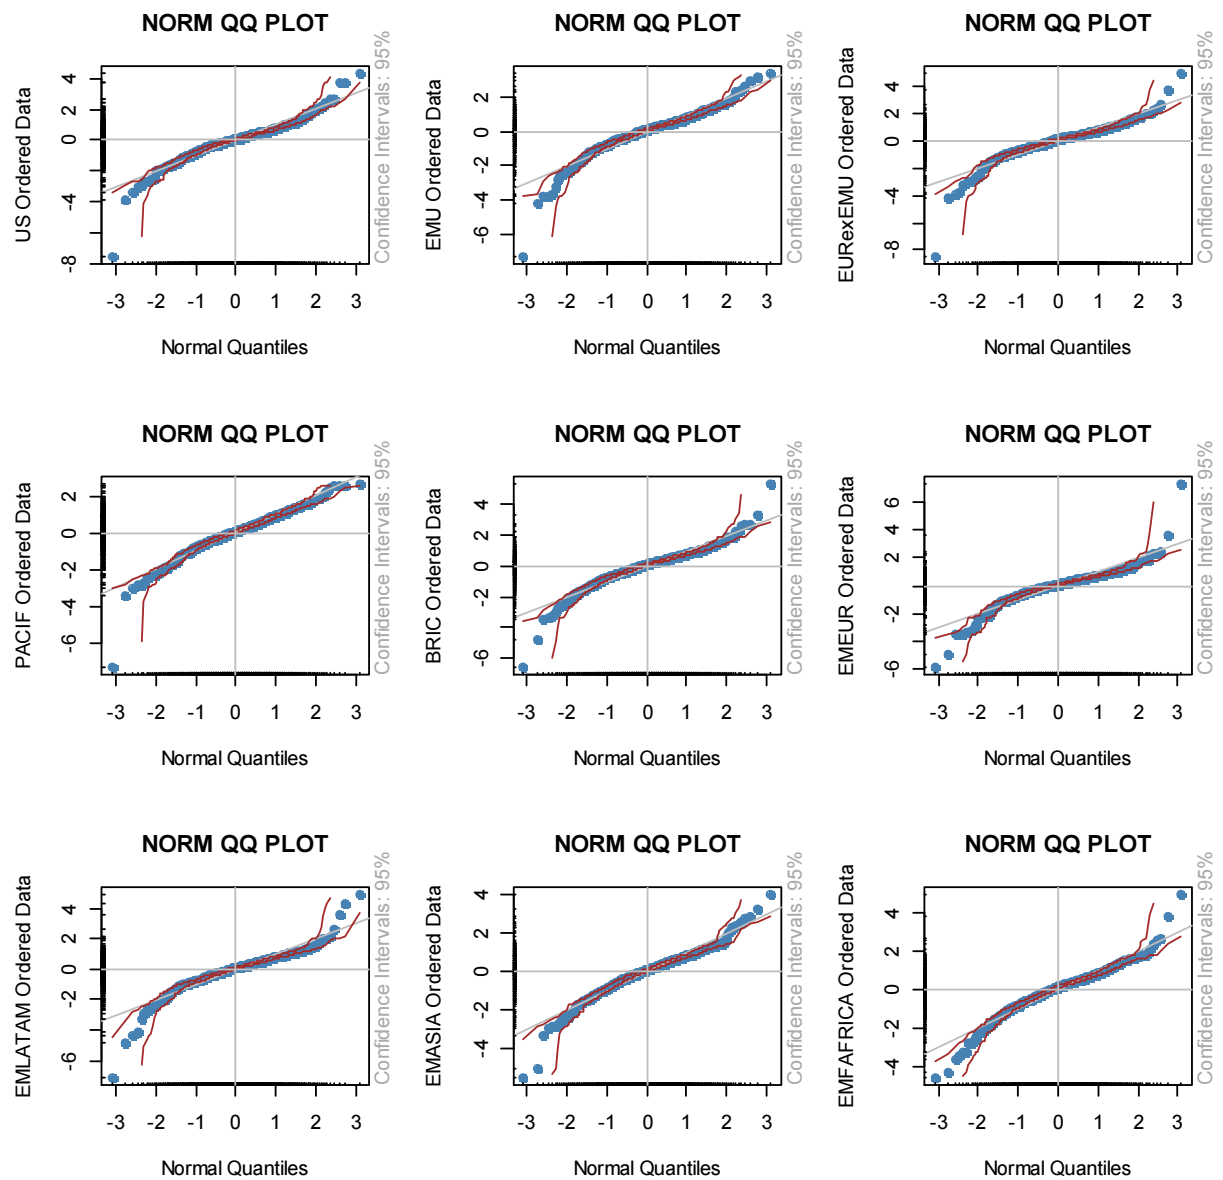 NORM QQ PLOT
US Ordered Data
4
2
0
-2
-4
-8
-3 -2 -1 0 1 2 3
Normal Quantiles
Confidence Intervals: 95%
NORM QQ PLOT
EMU Ordered Data
2
0
-2
-4
-6
-3 -2 -1 0 1 2 3
Normal Quantiles
Confidence Intervals: 95%
NORM QQ PLOT
EURexEMU Ordered Data
4
2
0
-2
-4
-8
-3 -2 -1 0 1 2 3
Normal Quantiles
Confidence Intervals: 95%
NORM QQ PLOT
PACIF Ordered Data
2
0
-2
-4
-6
-3 -2 -1 0 1 2 3
Normal Quantiles
Confidence Intervals: 95%
NORM QQ PLOT
BRIC Ordered Data
4
2
0
-2
-6
-3 -2 -1 0 1 2 3
Normal Quantiles
Confidence Intervals: 95%
NORM QQ PLOT
EMEUR Ordered Data
6
4
2
-2
-6
-3 -2 -1 0 1 2 3
Normal Quantiles
Confidence Intervals: 95%
NORM QQ PLOT
EMLATAM Ordered Data
4
2
0
-2
-6
-3 -2 -1 0 1 2 3
Normal Quantiles
Confidence Intervals: 95%
NORM QQ PLOT
EMASIA Ordered Data
4
2
0
-2
-4
-3 -2 -1 0 1 2 3
Normal Quantiles
Confidence Intervals: 95%
NORM QQ PLOT
EMFAFRICA Ordered Data
4
2
0
-2
-4
-3 -2 -1 0 1 2 3
Normal Quantiles
Confidence Intervals: 95%